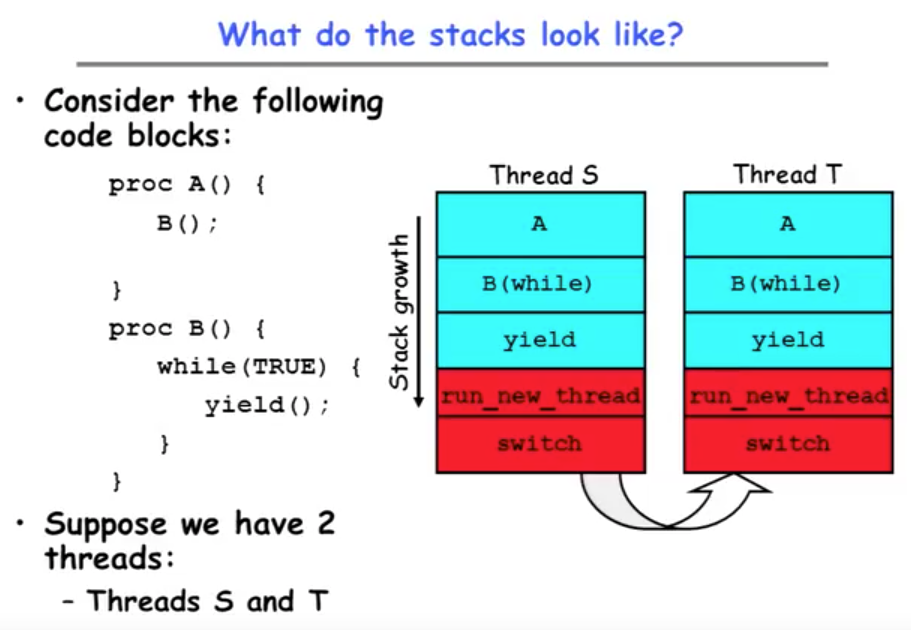 What do the stacks look like?
• Consider the following
code blocks:
proc A() {
B();
}
proc B() {
while(TRUE) {
yield();
}
}
• Suppose we have 2
threads:
– Threads S and T
Stack growth
Thread S
A
B(while)
yield
run_new_thread
switch
Thread T
A
B(while)
yield
run_new_thread
switch